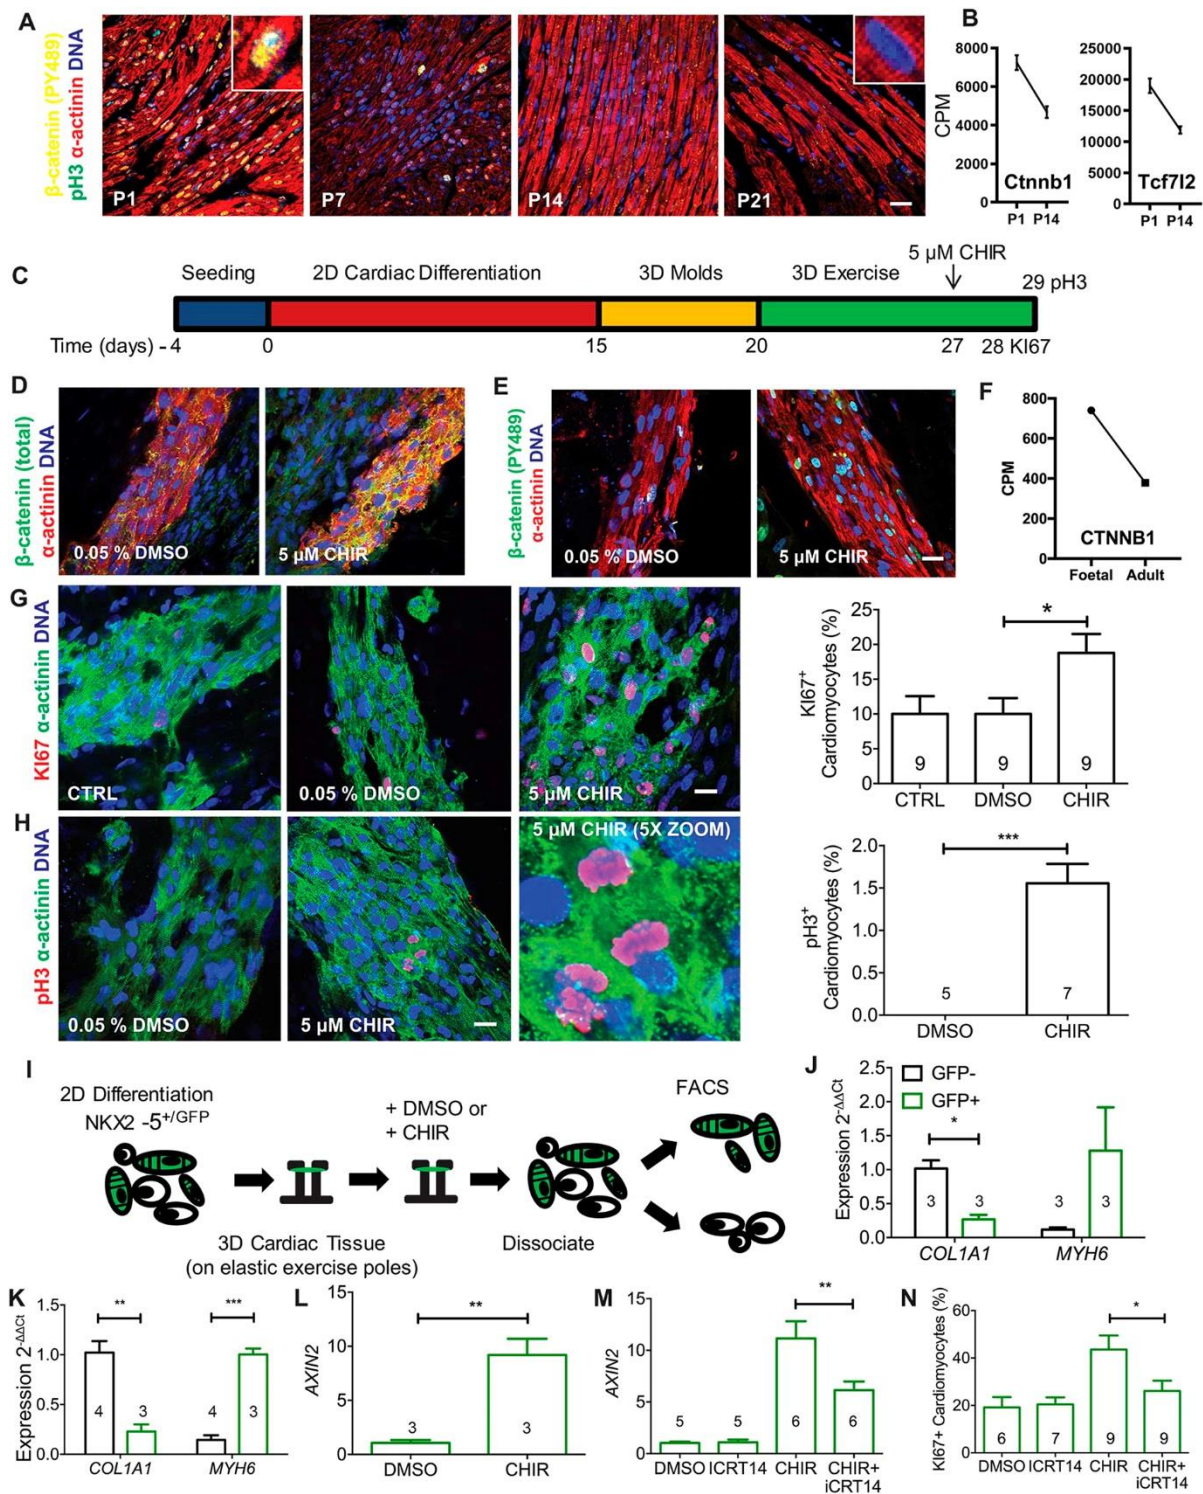 A
β-catenin (PY489)
pH3 α-actinin DNA
P1
P7
P14
P21
B
CPM
8000
6000
4000
2000
0
Ctnnb1
P1 P14
25000
20000
15000
10000
5000
0
Tcf7l2
P1 P14
C
Seeding
2D Cardiac Differentiation
3D Molds
3D Exercise
5 µM CHIR
29 pH3
Time (days) -4
0
15
20
27
28 KI67
D
β-catenin (total)
α-actinin DNA
0.05 % DMSO
5 µM CHIR
E
β-catenin (PY489)
α-actinin DNA
0.05 % DMSO
5 µM CHIR
F
CPM
800
600
400
200
0
CTNNB1
Foetal Adult
G
KI67 α-actinin DNA
CTRL
0.05 % DMSO
5 µM CHIR
KI67+
Cardiomyocytes (%)
25
20
15
10
5
0
*
9
9
9
CTRL DMSO CHIR
H
pH3 α-actinin DNA
0.05 % DMSO
5 µM CHIR
5 µM CHIR (5X ZOOM)
pH3+
Cardiomyocytes (%)
2.0
1.5
1.0
0.5
0.0
***
5
7
DMSO CHIR
I
2D Differentiation
NKX2 -5+/GFP
+ DMSO or
+ CHIR
FACS
3D Cardiac Tissue
(on elastic exercise poles)
Dissociate
J
Expression 2-ΔΔCt
2.5
2.0
1.5
1.0
0.5
0.0
GFP-
GFP+
*
3
3
3
3
COL1A1 MYH6
K
Expression 2-ΔΔCt
1.5
1.0
0.5
0.0
**
***
4
3
4
3
COL1A1 MYH6
L
AXIN2
15
10
5
0
**
3
3
DMSO CHIR
M
AXIN2
15
10
5
0
**
5
5
6
6
DMSO ICRT14 CHIR CHIR+
iCRT14
N
KI67+ Cardiomyocytes (%)
60
40
20
0
*
6
7
9
9
DMSO ICRT14 CHIR CHIR+
iCRT14